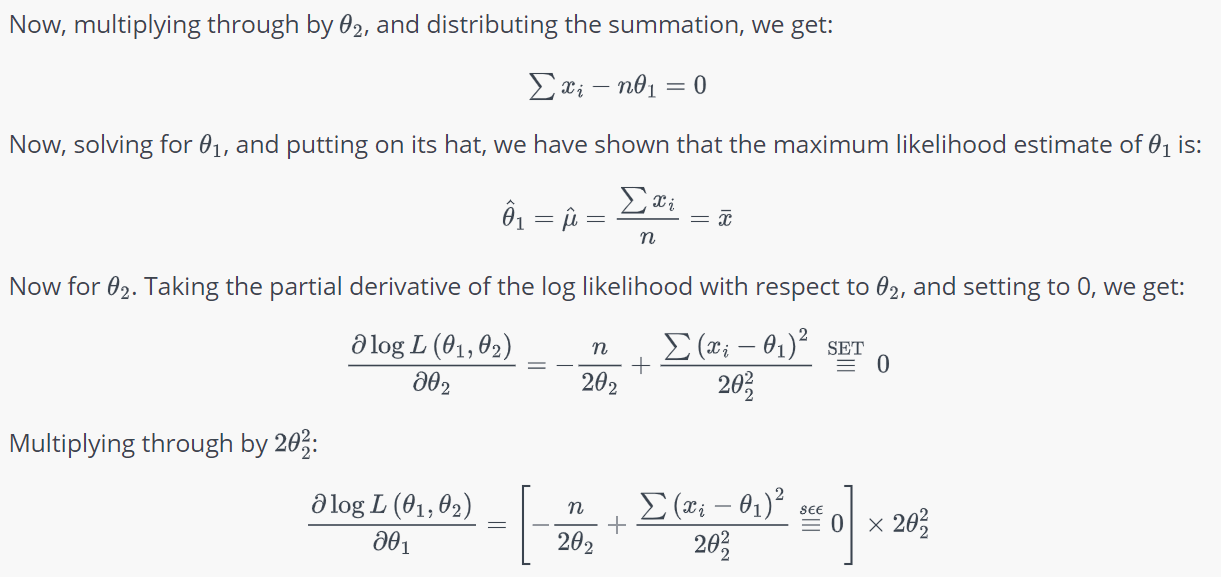 Now, multiplying through by θ₂, and distributing the summation, we get:
∑ xᵢ − nθ₁ = 0
Now, solving for θ₁, and putting on its hat, we have shown that the maximum likelihood estimate of θ₁ is:
θ̂₁ = μ̂ = (∑ xᵢ)/n = x̄
Now for θ₂. Taking the partial derivative of the log likelihood with respect to θ₂, and setting to 0, we get:
(∂ log L (θ₁, θ₂))/(∂θ₂) = −n/(2θ₂) + (∑ (xᵢ − θ₁)²)/(2θ₂²) SET ≡ 0
Multiplying through by 2θ₂²:
(∂ log L (θ₁, θ₂))/(∂θ₁) = [−n/(2θ₂) + (∑ (xᵢ − θ₁)²)/(2θ₂²) sϵϵ ≡ 0] × 2θ₂²